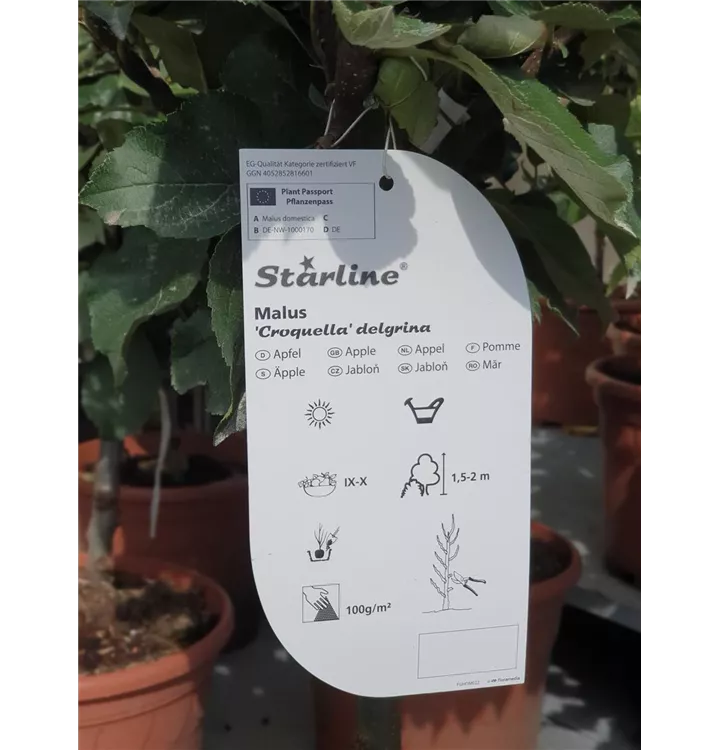 EG-Qualität-Kategorie zertifiziert VF
GGN 4052852816601
Plant Passport
Pflanzenpass
A Malus domestica C
B DE-NW-1000170 D DE
Starline®
Malus
'Croquella' delgrina
D Apfel GB Apple NL Appel F Pomme
S Äpple CZ Jabloň SK Jabloň RO Măr
IX-X
1,5-2 m
100g/m²